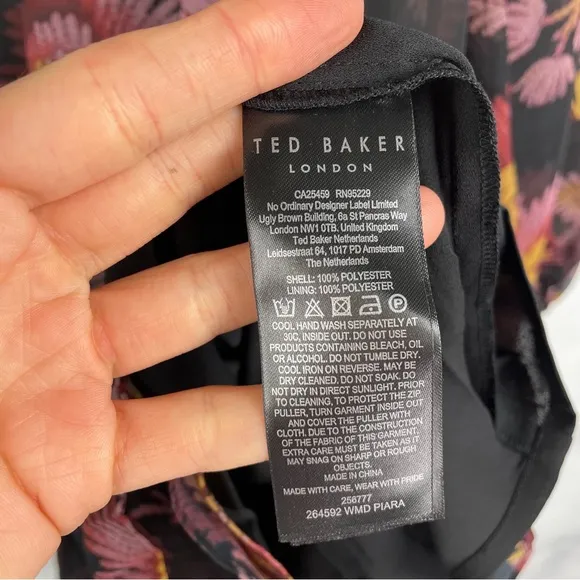 TED BAKER
LONDON
CA25459 RN95229
No Ordinary Designer Label Limited
Ugly Brown Building, 6a St Pancras Way
London NW1 0TB. United Kingdom
Ted Baker Netherlands
Leidsestraat 64, 1017 PD Amsterdam
The Netherlands
SHELL: 100% POLYESTER
LINING: 100% POLYESTER
COOL HAND WASH SEPARATELY AT
30C, INSIDE OUT. DO NOT USE
PRODUCTS CONTAINING BLEACH, OIL
OR ALCOHOL. DO NOT TUMBLE DRY.
COOL IRON ON REVERSE. MAY BE
DRY CLEANED. DO NOT SOAK. DO
NOT DRY IN DIRECT SUNLIGHT. PRIOR
TO CLEANING, TO PROTECT THE ZIP
PULLER, TURN GARMENT INSIDE OUT
AND COVER THE PULLER WITH
CLOTH. DUE TO THE CONSTRUCTION
OF THE FABRIC OF THIS GARMENT.
EXTRA CARE MUST BE TAKEN AS IT
MAY SNAG ON SHARP OR ROUGH
OBJECTS.
MADE IN CHINA
MADE WITH CARE, WEAR WITH PRIDE
256777
264592 WMD PIARA